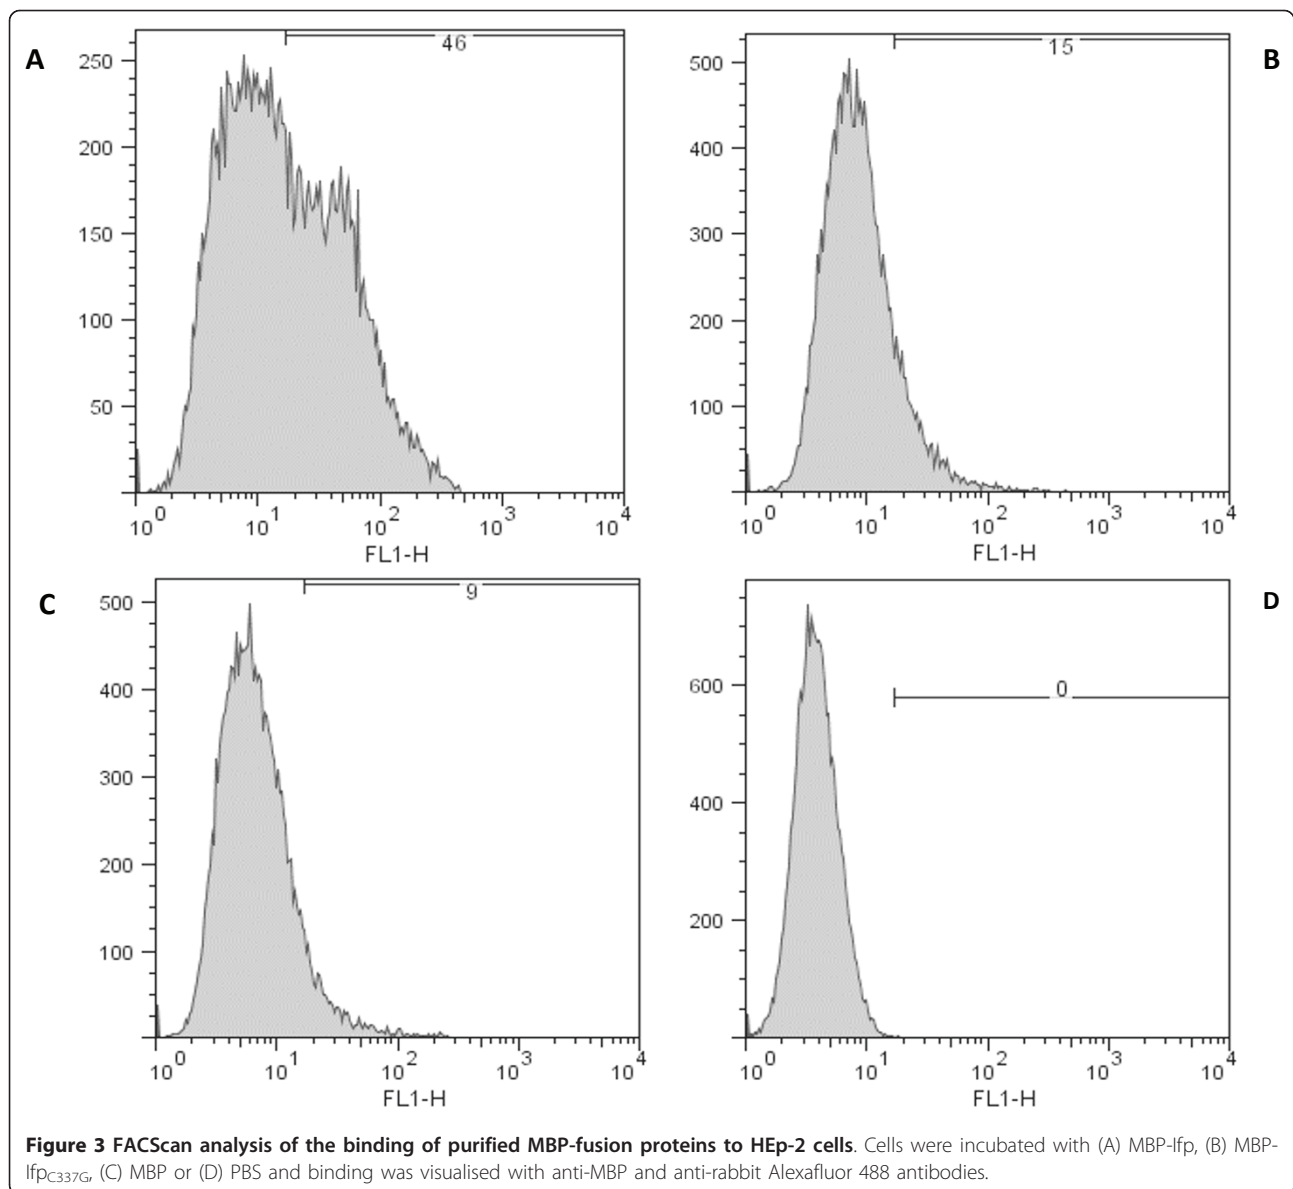 A
46
250
200
150
100
50
10^0 10^1 10^2 10^3 10^4
FL1-H
B
15
500
400
300
200
100
10^0 10^1 10^2 10^3 10^4
FL1-H
C
9
500
400
300
200
100
10^0 10^1 10^2 10^3 10^4
FL1-H
D
0
600
400
200
10^0 10^1 10^2 10^3 10^4
FL1-H
Figure 3 FACScan analysis of the binding of purified MBP-fusion proteins to HEp-2 cells. Cells were incubated with (A) MBP-Ifp, (B) MBP-
Ifp_C337G, (C) MBP or (D) PBS and binding was visualised with anti-MBP and anti-rabbit Alexafluor 488 antibodies.